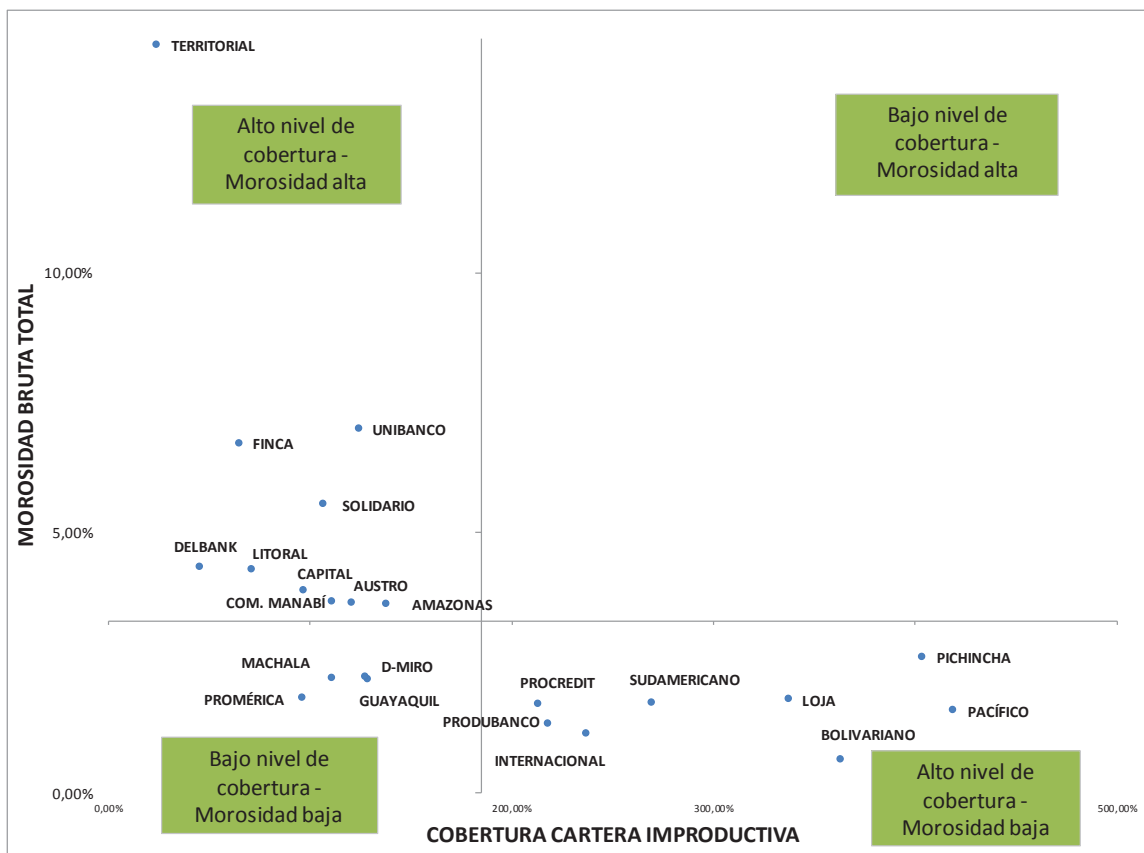 TERRITORIAL
Alto nivel de
cobertura -
Morosidad alta
Bajo nivel de
cobertura -
Morosidad alta
MOROSIDAD BRUTA TOTAL
10,00%
UNIBANCO
FINCA
SOLIDARIO
5,00%
DELBANK
LITORAL
CAPITAL
AUSTRO
COM. MANABÍ
AMAZONAS
MACHALA
D-MIRO
PICHINCHA
PROMÉRICA
GUAYAQUIL
PROCREDIT
SUDAMERICANO
LOJA
PACÍFICO
PRODUBANCO
BOLIVARIANO
INTERNACIONAL
Bajo nivel de
cobertura -
Morosidad baja
Alto nivel de
cobertura -
Morosidad baja
0,00%
0,00%
200,00%
300,00%
500,00%
COBERTURA CARTERA IMPRODUCTIVA